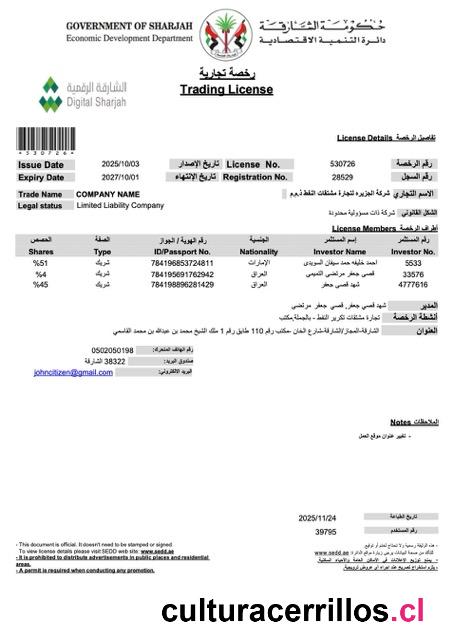 GOVERNMENT OF SHARJAH
Economic Development Department
حكومة الشارقة
دائرة التنمية الاقتصادية
الشارقة الرقمية
Digital Sharjah
رخصة تجارية
Trading License
License Details تفاصيل الرخصة
*530726*
Issue Date 2025/10/03 تاريخ الإصدار License No. 530726 رقم الرخصة
Expiry Date 2027/10/01 تاريخ الإنتهاء Registration No. 28529 رقم السجل
Trade Name COMPANY NAME شركة الجزيره لتجارة مشتقات النفط ذ.م.م الاسم التجاري
Legal status Limited Liability Company شركة ذات مسؤولية محدودة الشكل القانوني
License Members أطراف الرخصة
الحصص الصفة رقم الهوية / الجواز الجنسية إسم المستثمر رقم المستثمر
Shares Type ID/Passport No. Nationality Investor Name Investor No.
%51 شريك 784196853724811 الإمارات احمد خليفه حمد سيفان السويدى 5533
%4 شريك 784195691762942 العراق قصي جعفر مرتضى التميمى 33576
%45 شريك 784198896281429 العراق شهد قصي جعفر 4777616
المدير شهد قصي جعفر, قصي جعفر مرتضى
أنشطة الرخصة تجارة مشتقات تكرير النفط - بالجملة,مكتب
العنوان الشارقة-المجاز/الشارقة-شارع الخان -مكتب رقم 110 طابق رقم 1 ملك الشيخ محمد بن عبدالله بن محمد القاسمي
رقم الهاتف المتحرك: 0502050198
صندوق البريد: 38322 الشارقة
البريد الالكتروني: johncitizen@gmail.com
Notes الملاحظات
- تغيير عنوان موقع العمل
2025/11/24 تاريخ الطباعة
39795 رقم المستخدم
- This document is official. It doesn't need to be stamped or signed.
To view license details please visit SEDD web site: www.sedd.ae
- It is prohibited to distribute advertisements in public places and residential areas.
- A permit is required when conducting any promotion.
- هذه الوثيقة رسمية ولا تحتاج لختم أو توقيع.
للتأكد من صحة البيانات يرجى زيارة موقع الدائرة: www.sedd.ae
- يمنع توزيع الإعلانات في الأماكن العامة والأحياء السكنية.
- يلزم استخراج تصريح عند إجراء أي عروض ترويجية.
culturacerrillos.cl